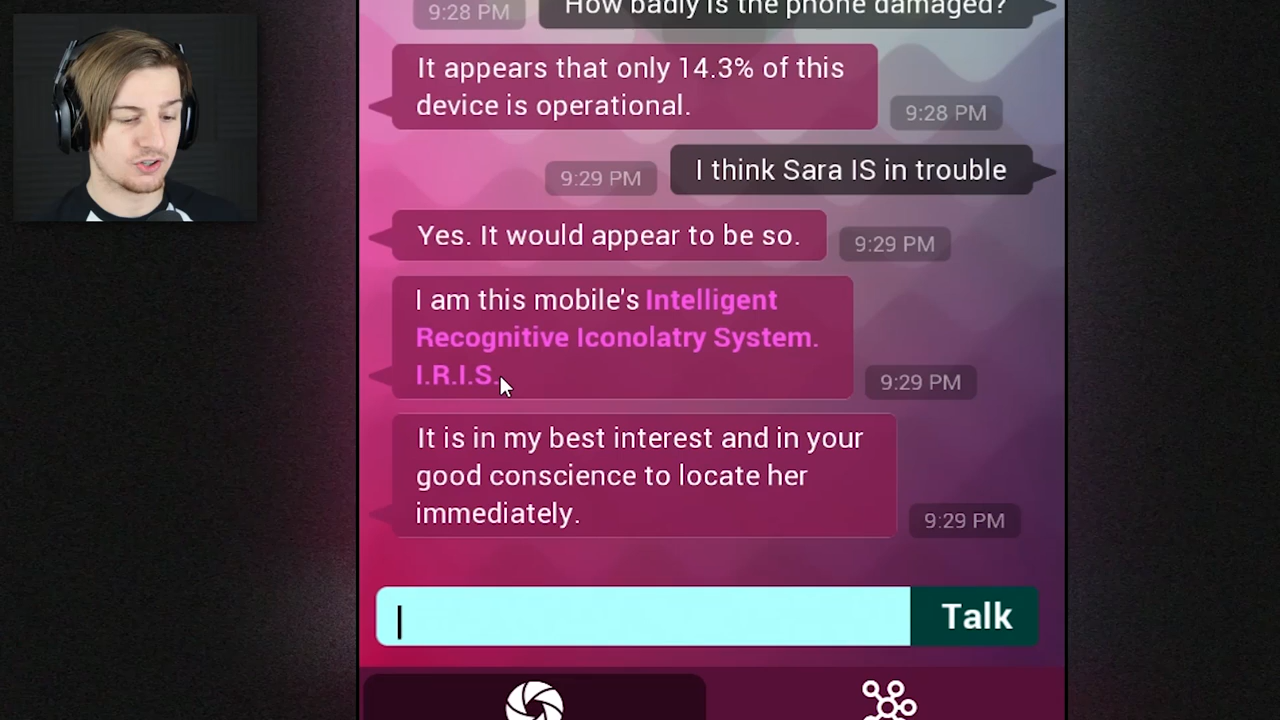 9:28 PM
How badly is the phone damaged?
It appears that only 14.3% of this
device is operational.
9:28 PM
9:29 PM
I think Sara IS in trouble
Yes. It would appear to be so.
9:29 PM
I am this mobile's Intelligent
Recognitive Iconolatry System.
I.R.I.S.
9:29 PM
It is in my best interest and in your
good conscience to locate her
immediately.
9:29 PM
Talk